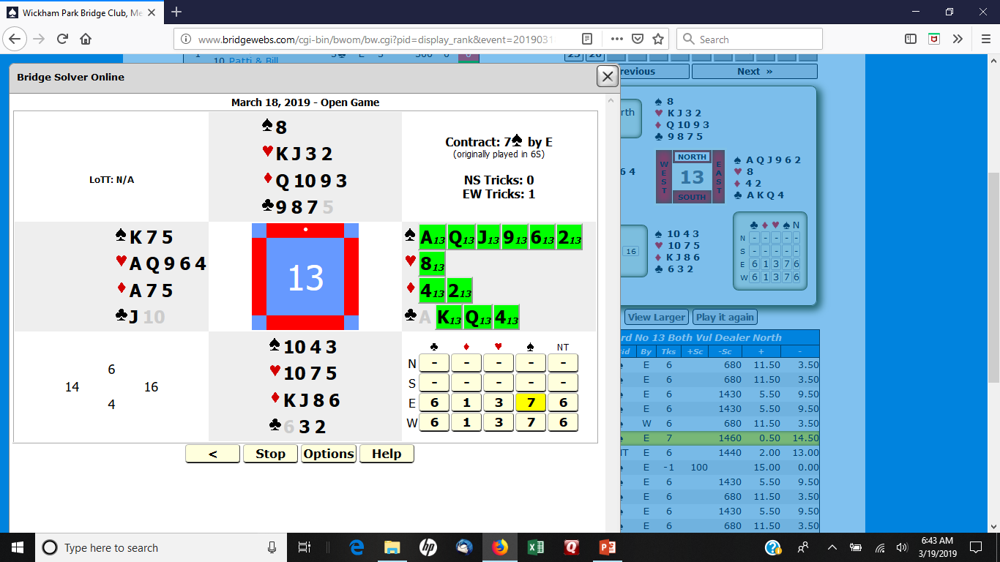 Wickham Park Bridge Club, Me
www.bridgewebs.com/cgi-bin/bwom/bw.cgi?pid=display_rank&event=2019031
Search
10 Patti & Bill
Previous
Next »
Bridge Solver Online
March 18, 2019 - Open Game
♠ 8
♥ K J 3 2
♦ Q 10 9 3
♣ 9 8 7 5
Contract: 7♠ by E
(originally played in 6S)
LoTT: N/A
NS Tricks: 0
EW Tricks: 1
♠ K 7 5
♥ A Q 9 6 4
♦ A 7 5
♣ J 10
13
♠ A13 Q13 J13 913 613 213
♥ 813
♦ 413 213
♣ A K13 Q13 413
♠ 10 4 3
♥ 10 7 5
♦ K J 8 6
♣ 6 3 2
6
14 16
4
♣ ♦ ♥ ♠ NT
N - - - - -
S - - - - -
E 6 1 3 7 6
W 6 1 3 7 6
< Stop Options Help
rth
♠ 8
♥ K J 3 2
♦ Q 10 9 3
♣ 9 8 7 5
6 4
WEST
NORTH
13
SOUTH
EAST
♠ A Q J 9 6 2
♥ 8
♦ 4 2
♣ A K Q 4
16
♠ 10 4 3
♥ 10 7 5
♦ K J 8 6
♣ 6 3 2
♣ ♦ ♥ ♠ N
N - - - - -
S - - - - -
E 6 1 3 7 6
W 6 1 3 7 6
View Larger Play it again
rd No 13 Both Vul Dealer North
Bid By Tks +Sc -Sc + -
E 6 680 11.50 3.50
E 6 680 11.50 3.50
E 6 1430 5.50 9.50
E 6 1430 5.50 9.50
W 6 680 11.50 3.50
E 7 1460 0.50 14.50
NT E 6 1440 2.00 13.00
E -1 100 15.00 0.00
E 6 1430 5.50 9.50
E 6 680 11.50 3.50
E 6 1430 5.50 9.50
E 6 680 11.50 3.50
Type here to search
6:43 AM
3/19/2019